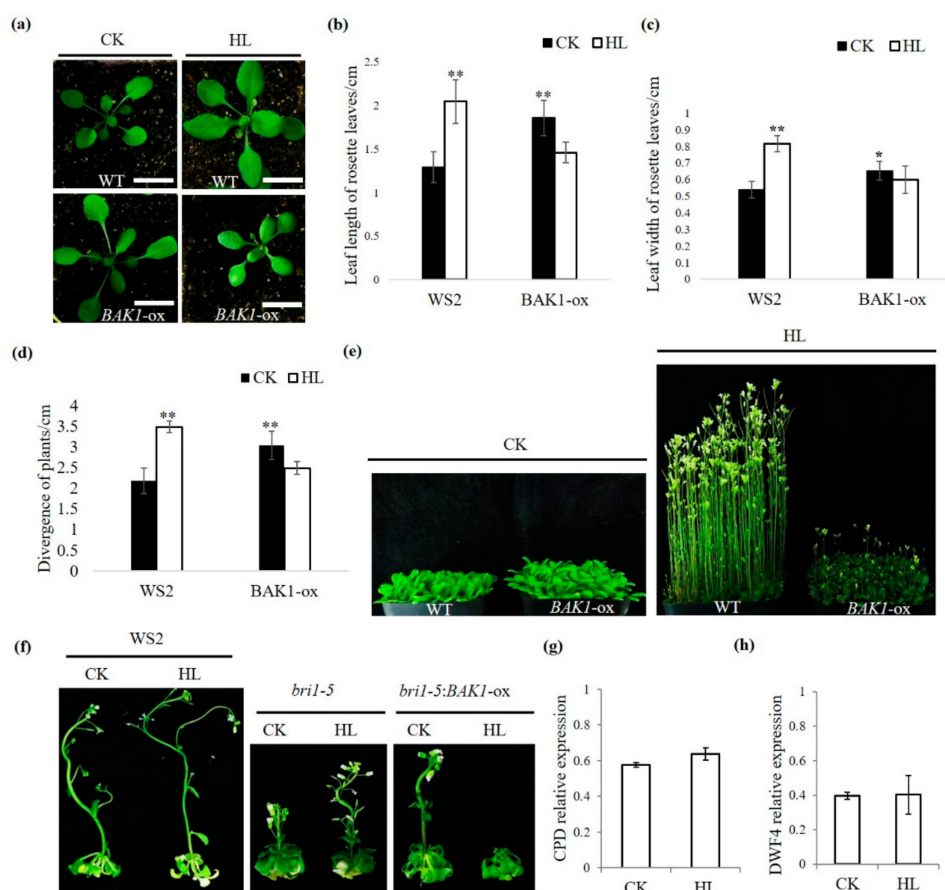 (a)
CK HL
WT WT
BAK1-ox BAK1-ox
(b)
CK HL
Leaf length of rosette leaves/cm
2.5
2
1.5
1
0.5
0
** **
WS2 BAK1-ox
(c)
CK HL
Leaf width of rosette leaves/cm
1
0.9
0.8
0.7
0.6
0.5
0.4
0.3
0.2
0.1
0
** *
WS2 BAK1-ox
(d)
CK HL
Divergence of plants/cm
4
3.5
3
2.5
2
1.5
1
0.5
0
** **
WS2 BAK1-ox
(e)
CK HL
WT BAK1-ox WT BAK1-ox
(f)
WS2
CK HL
bri1-5
CK HL
bri1-5:BAK1-ox
CK HL
(g)
CPD relative expression
1
0.8
0.6
0.4
0.2
0
CK HL
(h)
DWF4 relative expression
1
0.8
0.6
0.4
0.2
0
CK HL